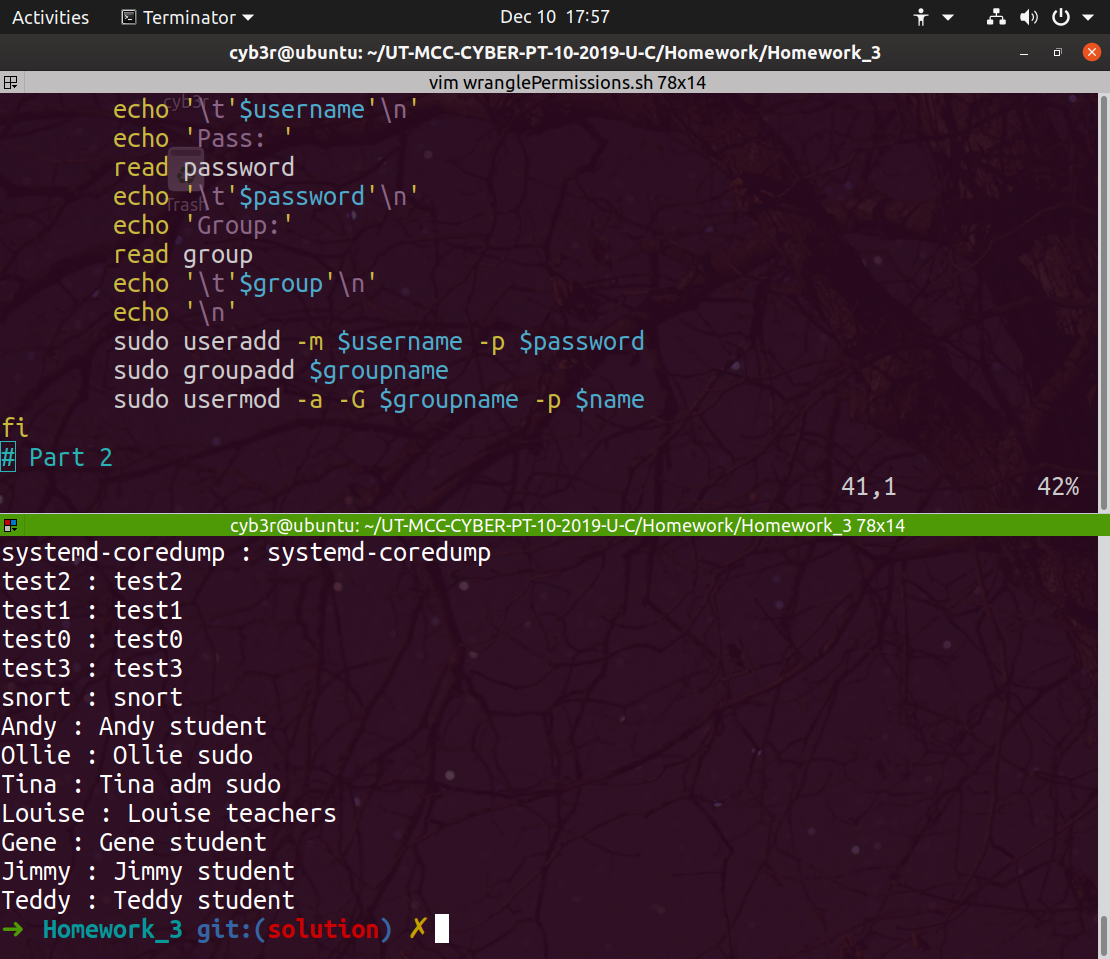 Activities Terminator Dec 10 17:57
cyb3r@ubuntu: ~/UT-MCC-CYBER-PT-10-2019-U-C/Homework/Homework_3
vim wranglePermissions.sh 78x14
cyb3r
echo '\t'$username'\n'
echo 'Pass: '
read password
echo '\t'$password'\n'
Trash
echo 'Group:'
read group
echo '\t'$group'\n'
echo '\n'
sudo useradd -m $username -p $password
sudo groupadd $groupname
sudo usermod -a -G $groupname -p $name
fi
# Part 2
41,1 42%
cyb3r@ubuntu: ~/UT-MCC-CYBER-PT-10-2019-U-C/Homework/Homework_3 78x14
systemd-coredump : systemd-coredump
test2 : test2
test1 : test1
test0 : test0
test3 : test3
snort : snort
Andy : Andy student
Ollie : Ollie sudo
Tina : Tina adm sudo
Louise : Louise teachers
Gene : Gene student
Jimmy : Jimmy student
Teddy : Teddy student
➜ Homework_3 git:(solution) ✗